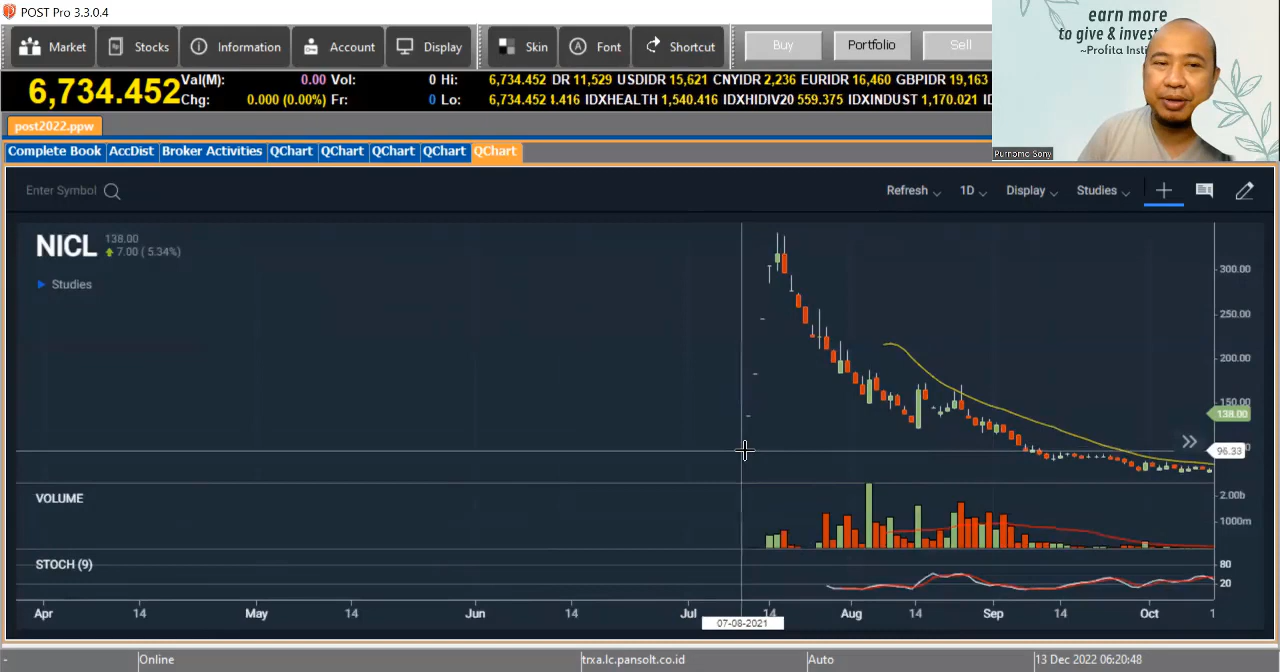 POST Pro 3.3.0.4
earn more
to give & invest
~Profita Insti
Purnomo Sony
Market Stocks Information Account Display Skin Font Shortcut Buy Portfolio Sell
6,734.452
Val(M): 0.00 Vol: 0 Hi: 6,734.452 DR 11,529 USDIDR 15,621 CNYIDR 2,236 EURIDR 16,460 GBPIDR 19,163
Chg: 0.000 (0.00%) Fr: 0 Lo: 6,734.452 .416 IDXHEALTH 1,540.416 IDXHIDIV20 559.375 IDXINDUST 1,170.021
post2022.ppw
Complete Book AccDist Broker Activities QChart QChart QChart QChart QChart
Enter Symbol Refresh 1D Display Studies
NICL 138.00
7.00 ( 5.34%)
Studies
300.00
250.00
200.00
150.00
138.00
96.33
VOLUME
2.00b
1000m
STOCH (9)
80
20
Apr 14 May 14 Jun 14 Jul 14 Aug 14 Sep 14 Oct 1
07-08-2021
- Online trxa.lc.pansolt.co.id Auto 13 Dec 2022 06:20:48